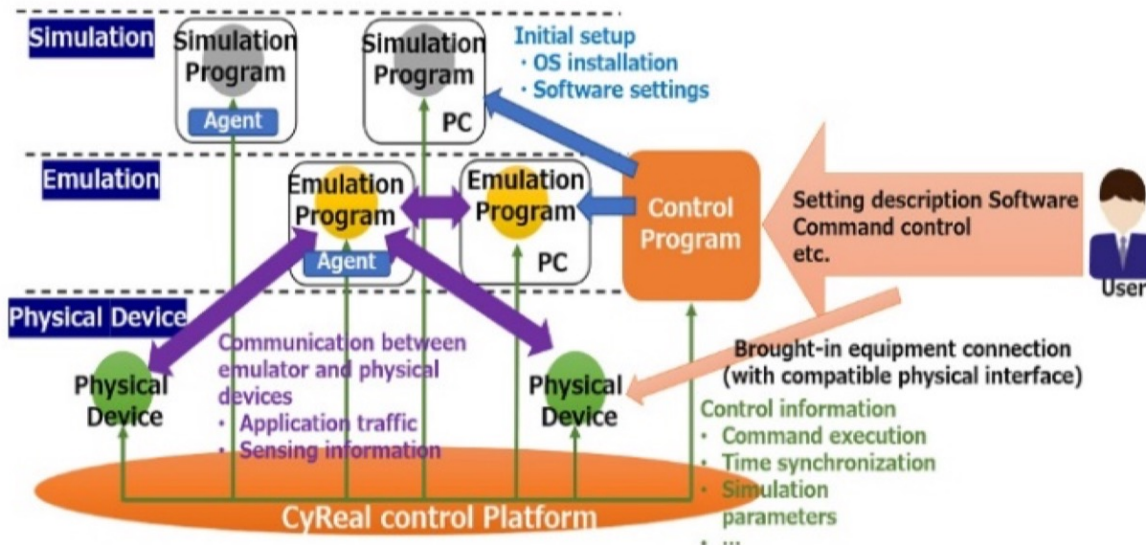 Simulation
Simulation
Program
Agent
Simulation
Program
PC
Initial setup
・OS installation
・Software settings
Emulation
Emulation
Program
Agent
Emulation
Program
PC
Control
Program
Setting description Software
Command control
etc.
User
Physical Device
Physical
Device
Communication between
emulator and physical
devices
・ Application traffic
・ Sensing information
Physical
Device
Brought-in equipment connection
(with compatible physical interface)
Control information
・ Command execution
・ Time synchronization
・ Simulation
parameters
・ ...
CyReal control Platform